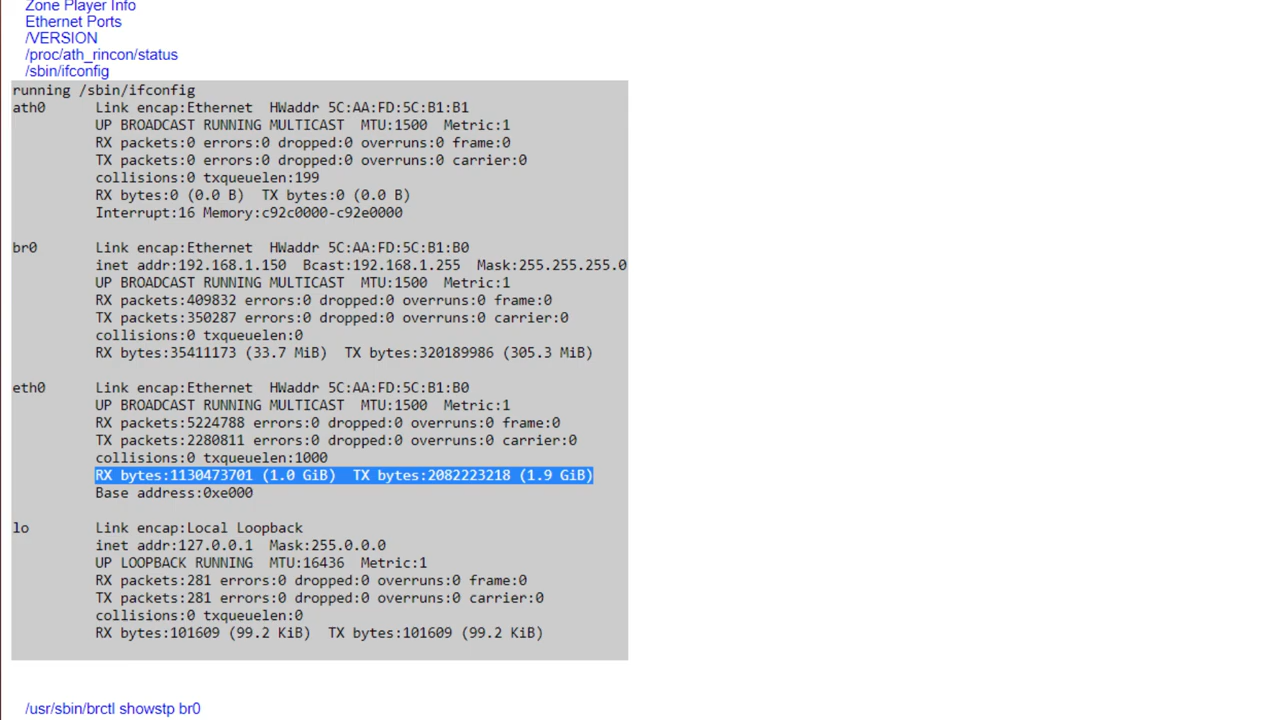 Zone Player Info
Ethernet Ports
/VERSION
/proc/ath_rincon/status
/sbin/ifconfig
running /sbin/ifconfig
ath0 Link encap:Ethernet HWaddr 5C:AA:FD:5C:B1:B1
UP BROADCAST RUNNING MULTICAST MTU:1500 Metric:1
RX packets:0 errors:0 dropped:0 overruns:0 frame:0
TX packets:0 errors:0 dropped:0 overruns:0 carrier:0
collisions:0 txqueuelen:199
RX bytes:0 (0.0 B) TX bytes:0 (0.0 B)
Interrupt:16 Memory:c92c0000-c92e0000
br0 Link encap:Ethernet HWaddr 5C:AA:FD:5C:B1:B0
inet addr:192.168.1.150 Bcast:192.168.1.255 Mask:255.255.255.0
UP BROADCAST RUNNING MULTICAST MTU:1500 Metric:1
RX packets:409832 errors:0 dropped:0 overruns:0 frame:0
TX packets:350287 errors:0 dropped:0 overruns:0 carrier:0
collisions:0 txqueuelen:0
RX bytes:35411173 (33.7 MiB) TX bytes:320189986 (305.3 MiB)
eth0 Link encap:Ethernet HWaddr 5C:AA:FD:5C:B1:B0
UP BROADCAST RUNNING MULTICAST MTU:1500 Metric:1
RX packets:5224788 errors:0 dropped:0 overruns:0 frame:0
TX packets:2280811 errors:0 dropped:0 overruns:0 carrier:0
collisions:0 txqueuelen:1000
RX bytes:1130473701 (1.0 GiB) TX bytes:2082223218 (1.9 GiB)
Base address:0xe000
lo Link encap:Local Loopback
inet addr:127.0.0.1 Mask:255.0.0.0
UP LOOPBACK RUNNING MTU:16436 Metric:1
RX packets:281 errors:0 dropped:0 overruns:0 frame:0
TX packets:281 errors:0 dropped:0 overruns:0 carrier:0
collisions:0 txqueuelen:0
RX bytes:101609 (99.2 KiB) TX bytes:101609 (99.2 KiB)
/usr/sbin/brctl showstp br0